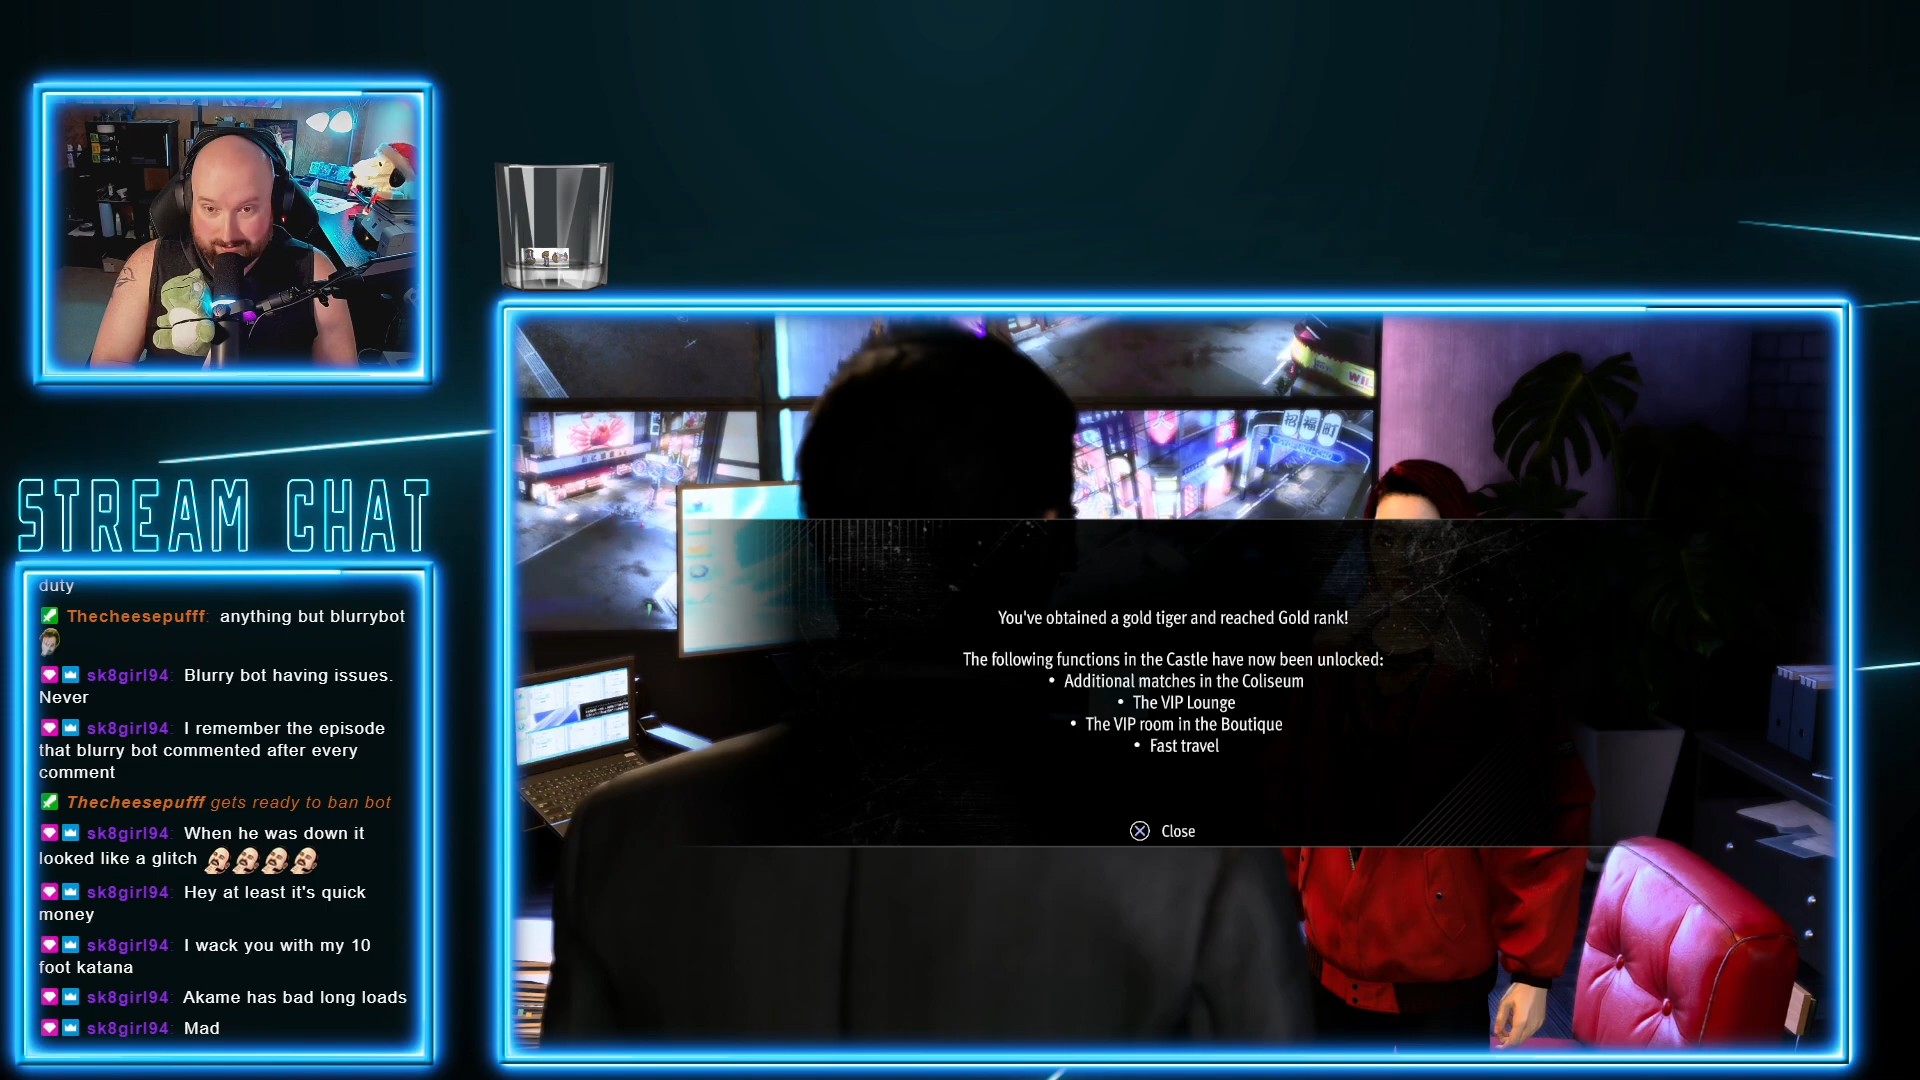 STREAM CHAT
duty
Thecheesepufff: anything but blurrybot
sk8girl94: Blurry bot having issues.
Never
sk8girl94: I remember the episode
that blurry bot commented after every
comment
Thecheesepufff gets ready to ban bot
sk8girl94: When he was down it
looked like a glitch
sk8girl94: Hey at least it's quick
money
sk8girl94: I wack you with my 10
foot katana
sk8girl94: Akame has bad long loads
sk8girl94: Mad
WIL
招福町
You've obtained a gold tiger and reached Gold rank!
The following functions in the Castle have now been unlocked:
• Additional matches in the Coliseum
• The VIP Lounge
• The VIP room in the Boutique
• Fast travel
Close